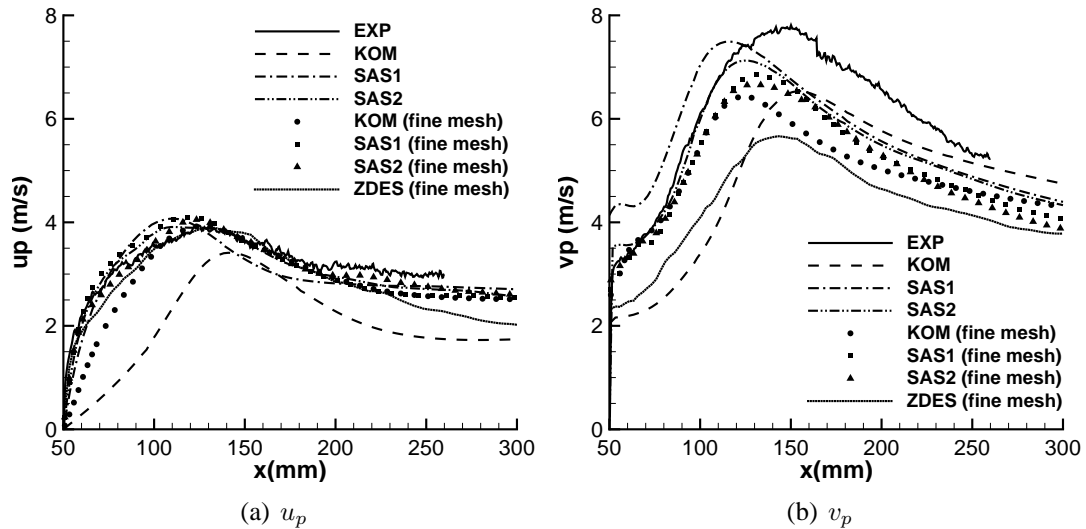 up (m/s)
8
6
4
2
0
50
100
150
200
250
300
x(mm)
EXP
KOM
SAS1
SAS2
KOM (fine mesh)
SAS1 (fine mesh)
SAS2 (fine mesh)
ZDES (fine mesh)
(a) u_p
vp (m/s)
8
6
4
2
0
50
100
150
200
250
300
x(mm)
EXP
KOM
SAS1
SAS2
KOM (fine mesh)
SAS1 (fine mesh)
SAS2 (fine mesh)
ZDES (fine mesh)
(b) v_p